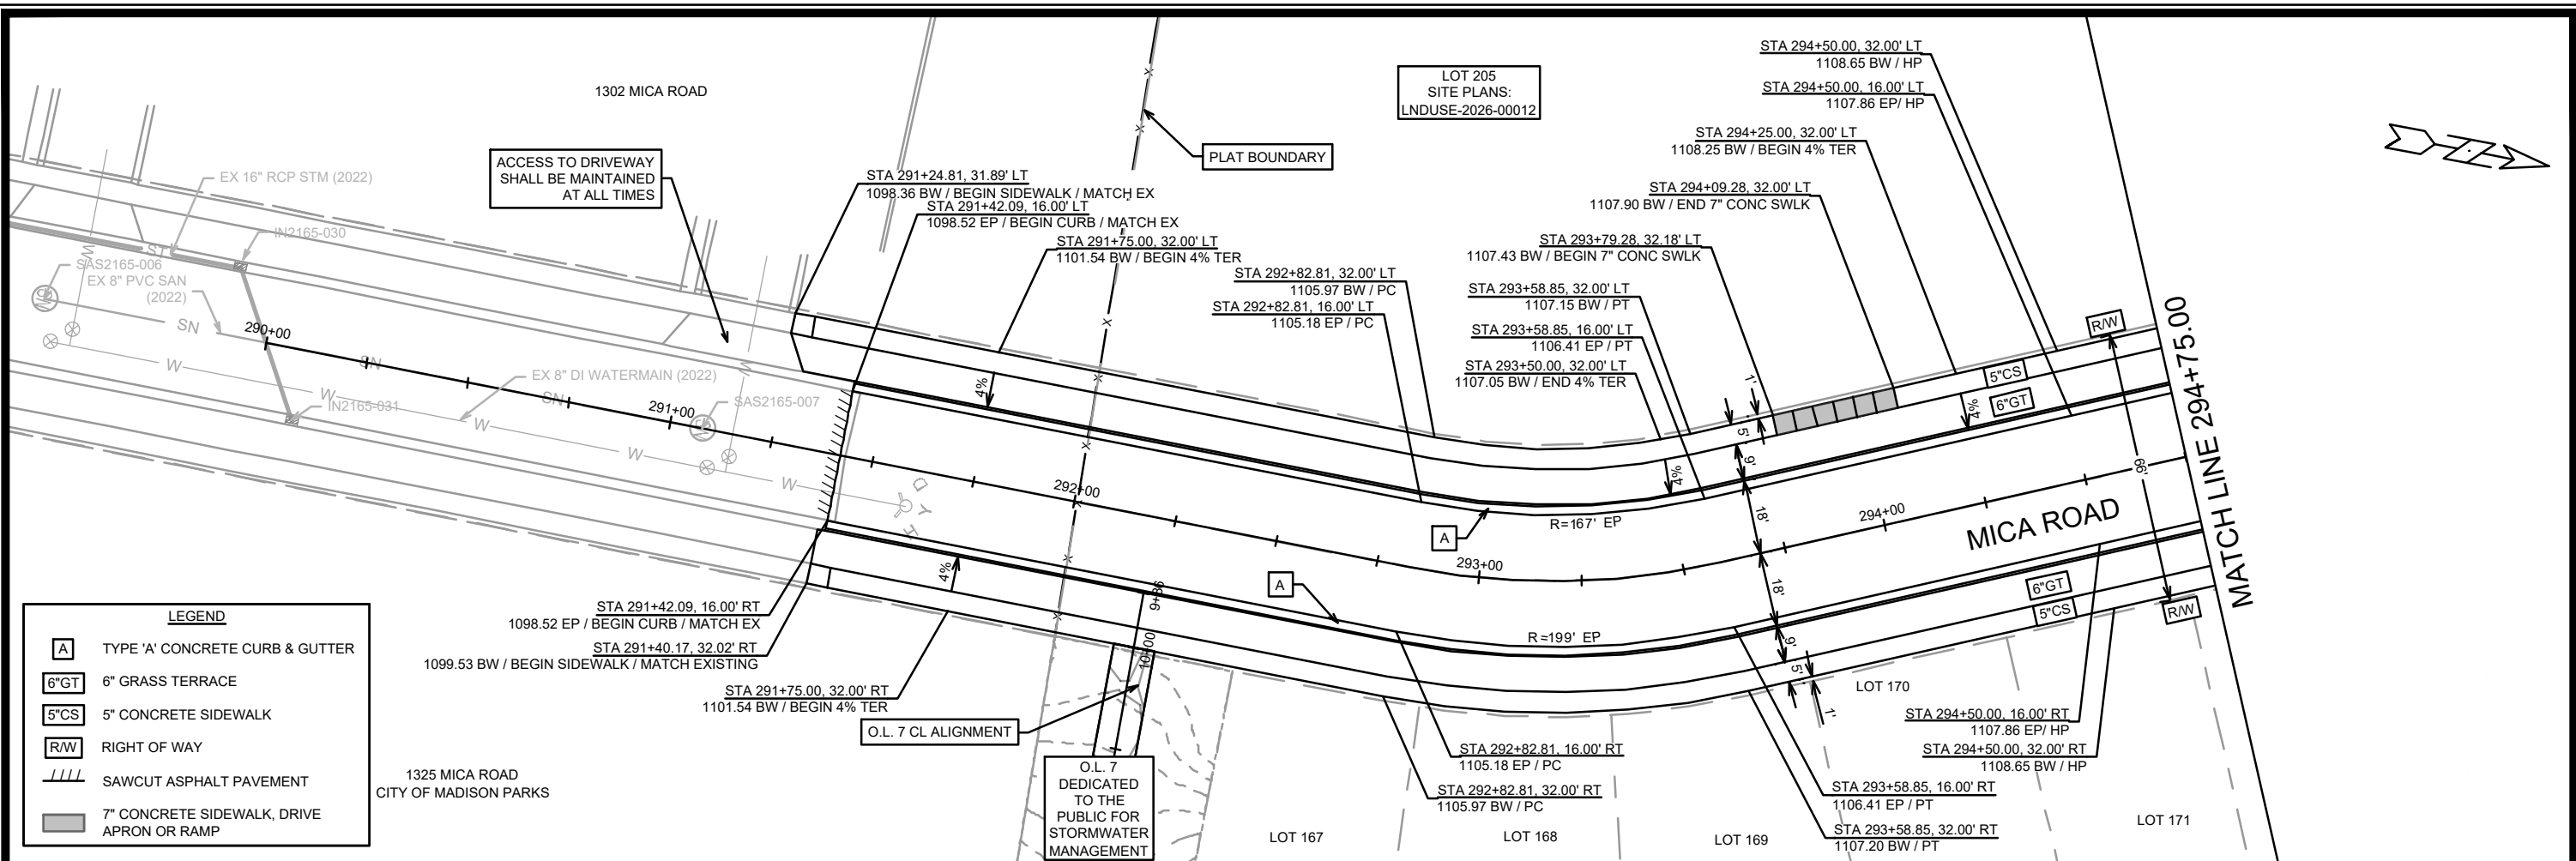 1302 MICA ROAD
LOT 205
SITE PLANS:
LNDUSE-2026-00012
PLAT BOUNDARY
ACCESS TO DRIVEWAY
SHALL BE MAINTAINED
AT ALL TIMES
EX 16" RCP STM (2022)
IN2165-030
ST
SAS2165-006
EX 8" PVC SAN
(2022)
SN
290+00
SN
W
W
W
EX 8" DI WATERMAIN (2022)
SN
IN2165-031
291+00
SAS2165-007
W
W
W
W
HYD
STA 291+24.81, 31.89' LT
1098.36 BW / BEGIN SIDEWALK / MATCH EX
STA 291+42.09, 16.00' LT
1098.52 EP / BEGIN CURB / MATCH EX
STA 291+75.00, 32.00' LT
1101.54 BW / BEGIN 4% TER
STA 292+82.81, 32.00' LT
1105.97 BW / PC
STA 292+82.81, 16.00' LT
1105.18 EP / PC
STA 294+50.00, 32.00' LT
1108.65 BW / HP
STA 294+50.00, 16.00' LT
1107.86 EP/ HP
STA 294+25.00, 32.00' LT
1108.25 BW / BEGIN 4% TER
STA 294+09.28, 32.00' LT
1107.90 BW / END 7" CONC SWLK
STA 293+79.28, 32.18' LT
1107.43 BW / BEGIN 7" CONC SWLK
STA 293+58.85, 32.00' LT
1107.15 BW / PT
STA 293+58.85, 16.00' LT
1106.41 EP / PT
STA 293+50.00, 32.00' LT
1107.05 BW / END 4% TER
4%
4%
4%
4%
292+00
293+00
294+00
A
R=167' EP
A
R=199' EP
1'
5'
9'
18'
18'
9'
5'
1'
5"CS
6"GT
R/W
66'
MICA ROAD
6"GT
5"CS
R/W
MATCH LINE 294+75.00
9+86
10+00
STA 291+42.09, 16.00' RT
1098.52 EP / BEGIN CURB / MATCH EX
STA 291+40.17, 32.02' RT
1099.53 BW / BEGIN SIDEWALK / MATCH EXISTING
STA 291+75.00, 32.00' RT
1101.54 BW / BEGIN 4% TER
O.L. 7 CL ALIGNMENT
O.L. 7
DEDICATED
TO THE
PUBLIC FOR
STORMWATER
MANAGEMENT
STA 292+82.81, 16.00' RT
1105.18 EP / PC
STA 292+82.81, 32.00' RT
1105.97 BW / PC
LOT 170
STA 294+50.00, 16.00' RT
1107.86 EP/ HP
STA 294+50.00, 32.00' RT
1108.65 BW / HP
STA 293+58.85, 16.00' RT
1106.41 EP / PT
STA 293+58.85, 32.00' RT
1107.20 BW / PT
LOT 167
LOT 168
LOT 169
LOT 171
1325 MICA ROAD
CITY OF MADISON PARKS
LEGEND
A TYPE 'A' CONCRETE CURB & GUTTER
6"GT 6" GRASS TERRACE
5"CS 5" CONCRETE SIDEWALK
R/W RIGHT OF WAY
SAWCUT ASPHALT PAVEMENT
7" CONCRETE SIDEWALK, DRIVE
APRON OR RAMP